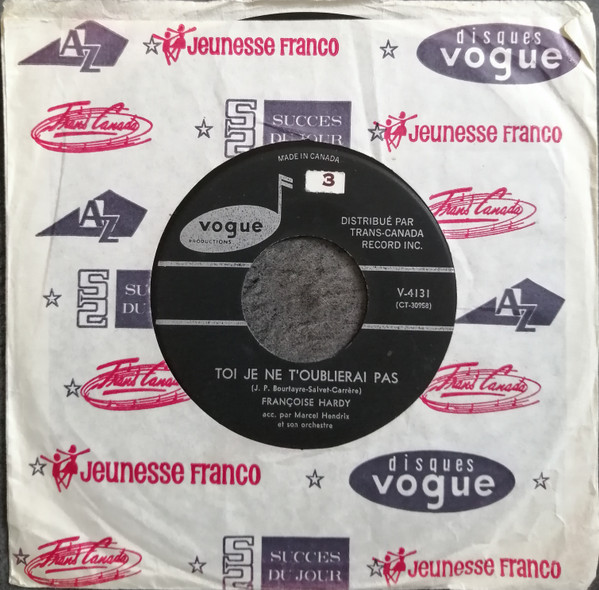 AZ
Jeunesse Franco
disques
vogue
Trans Canada
SUCCES
DU JOUR
Jeunesse Franco
MADE IN CANADA
3
vogue
PRODUCTIONS
DISTRIBUÉ PAR
TRANS-CANADA
RECORD INC.
Trans Canada
AZ
V-4131
(CT-30958)
SUC
DU
AZ
TOI JE NE T'OUBLIERAI PAS
(J. P. Bourtayre-Salvet-Carrère)
FRANÇOISE HARDY
acc. par Marcel Hendrix
et son orchestre
Trans Cana
Trans Canada
Jeunesse Franco
disques
vogue
Trans Canada
SUCCES
DU JOUR
Jeunesse Franco